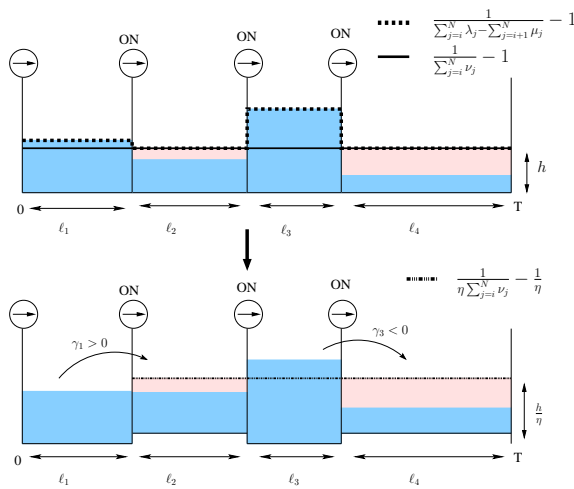 1 / (∑_{j=i}^{N} λ_j − ∑_{j=i+1}^{N} μ_j) − 1
ON ON ON
1 / (∑_{j=i}^{N} ν_j) − 1
h
0 T
ℓ_1 ℓ_2 ℓ_3 ℓ_4
1 / (η ∑_{j=i}^{N} ν_j) − 1/η
ON ON ON
γ_1 > 0 γ_3 < 0
h/η
0 T
ℓ_1 ℓ_2 ℓ_3 ℓ_4